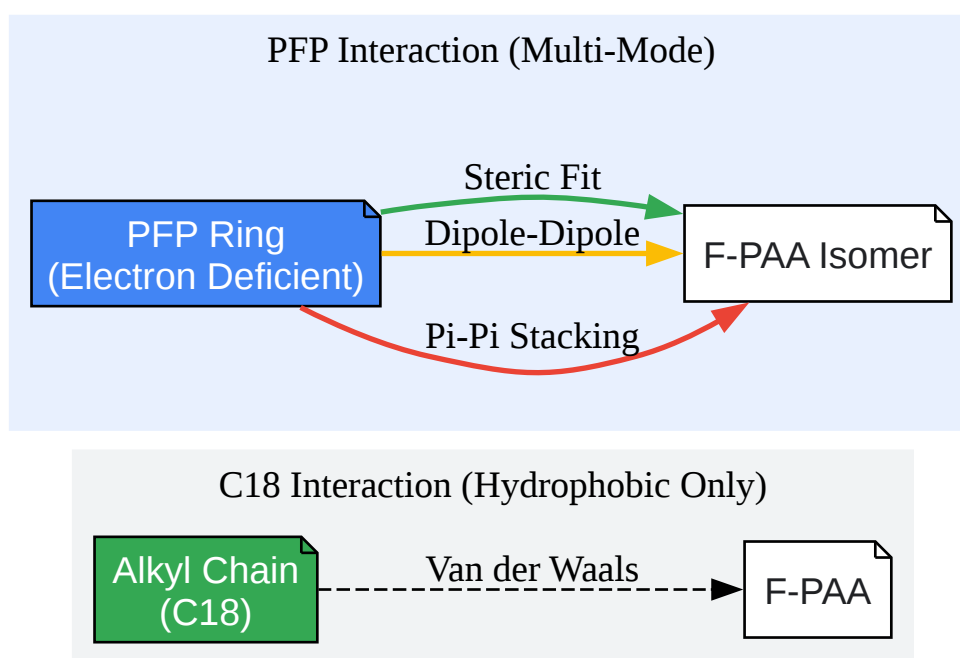 PFP Interaction (Multi-Mode)
Steric Fit
PFP Ring
(Electron Deficient)
Dipole-Dipole
F-PAA Isomer
Pi-Pi Stacking
C18 Interaction (Hydrophobic Only)
Alkyl Chain
(C18)
Van der Waals
F-PAA